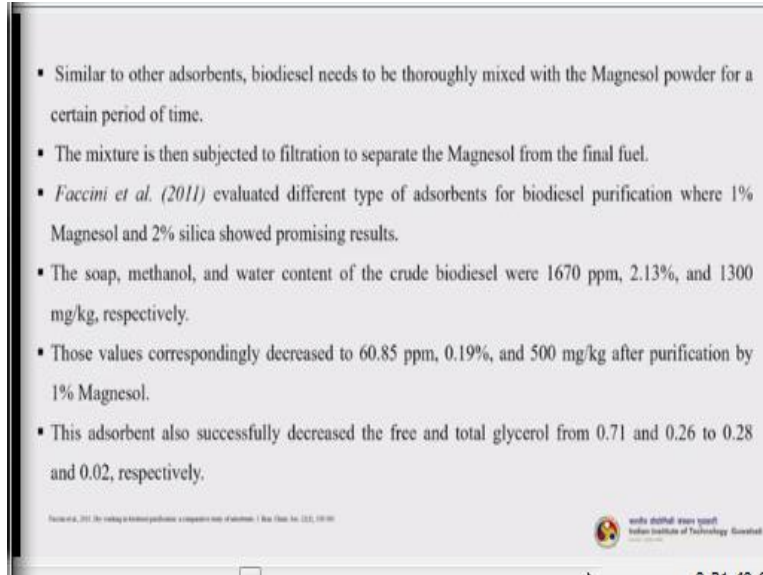 ▪ Similar to other adsorbents, biodiesel needs to be thoroughly mixed with the Magnesol powder for a
certain period of time.
▪ The mixture is then subjected to filtration to separate the Magnesol from the final fuel.
▪ Faccini et al. (2011) evaluated different type of adsorbents for biodiesel purification where 1%
Magnesol and 2% silica showed promising results.
▪ The soap, methanol, and water content of the crude biodiesel were 1670 ppm, 2.13%, and 1300
mg/kg, respectively.
▪ Those values correspondingly decreased to 60.85 ppm, 0.19%, and 500 mg/kg after purification by
1% Magnesol.
▪ This adsorbent also successfully decreased the free and total glycerol from 0.71 and 0.26 to 0.28
and 0.02, respectively.
Indian Institute of Technology Guwahati